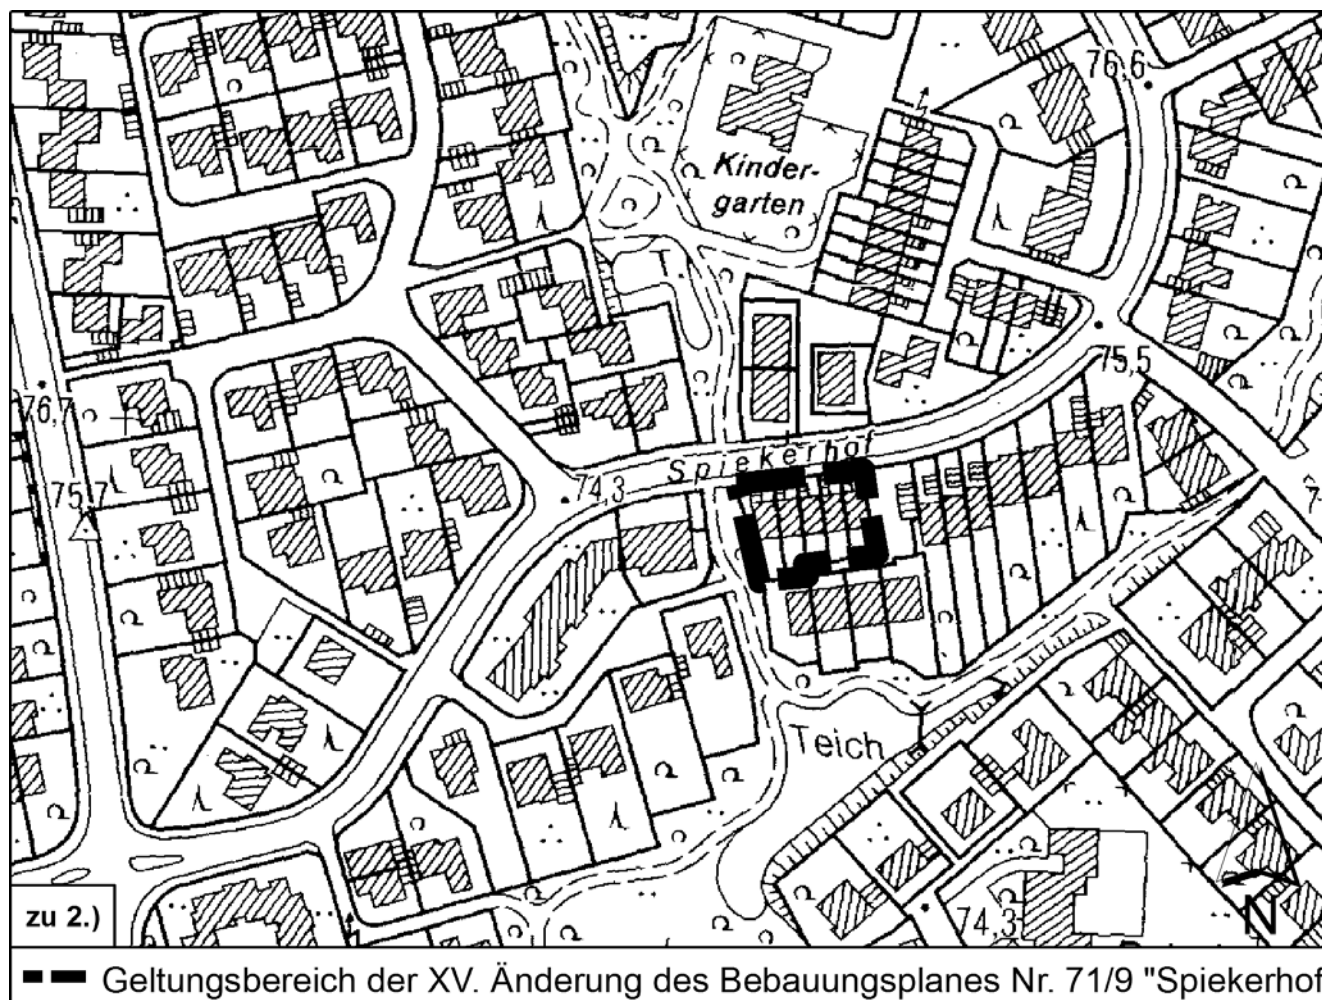 76,6
Kinder-
garten
76,7
75,5
Spiekerhof
75,7
74,3
Teich
74,3
N
zu 2.)
Geltungsbereich der XV. Änderung des Bebauungsplanes Nr. 71/9 "Spiekerhof